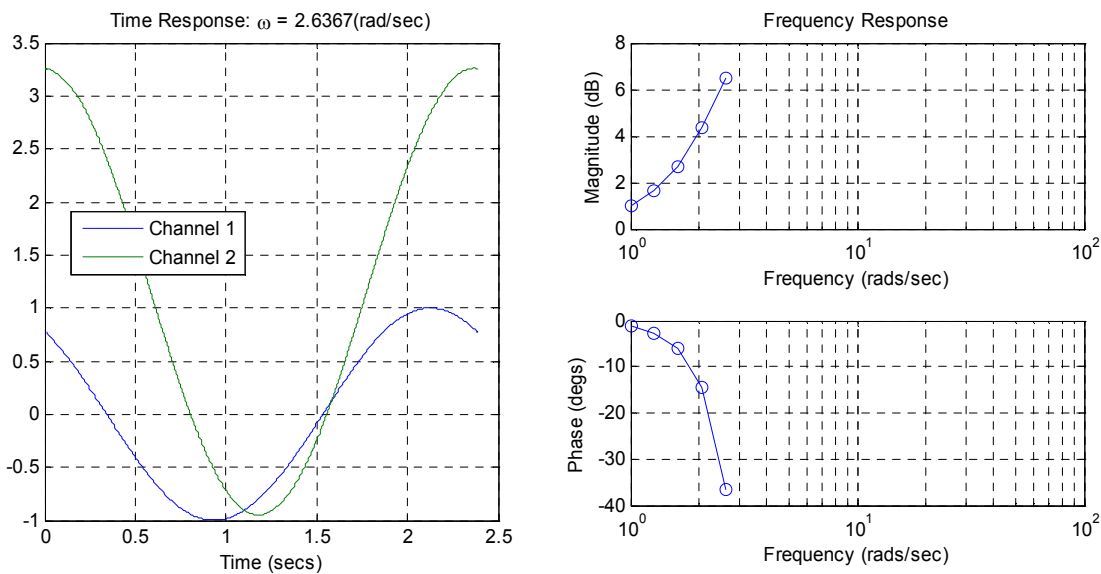 Time Response: ω = 2.6367(rad/sec)
3.5
3
2.5
2
1.5
1
0.5
0
-0.5
-1
Channel 1
Channel 2
0 0.5 1 1.5 2 2.5
Time (secs)
Frequency Response
Magnitude (dB)
8
6
4
2
0
10^0 10^1 10^2
Frequency (rads/sec)
Phase (degs)
0
-10
-20
-30
-40
10^0 10^1 10^2
Frequency (rads/sec)